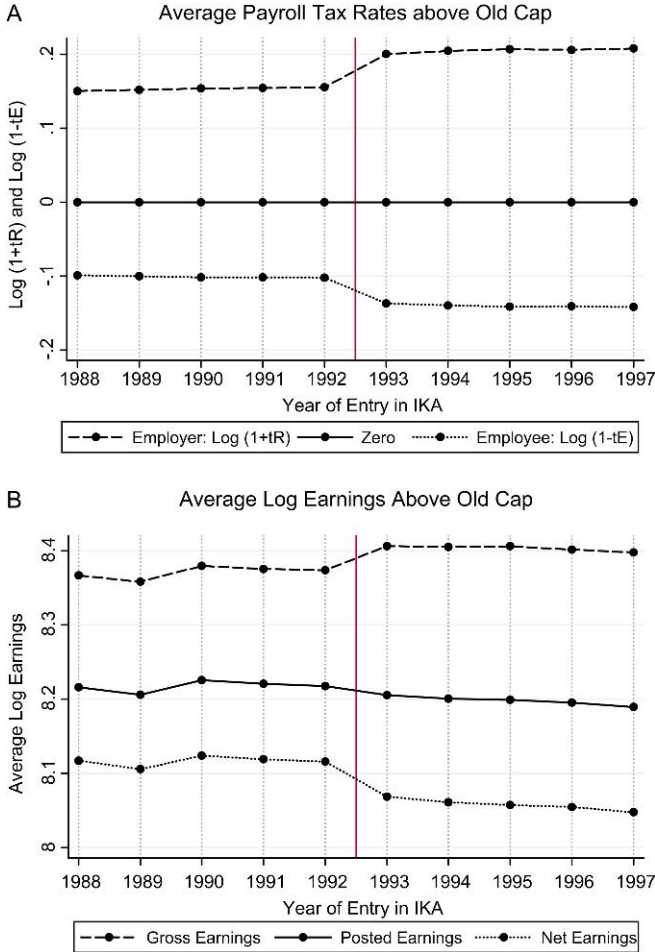 A
Average Payroll Tax Rates above Old Cap
Log (1+tR) and Log (1-tE)
.2
.1
0
-.1
-.2
1988 1989 1990 1991 1992 1993 1994 1995 1996 1997
Year of Entry in IKA
Employer: Log (1+tR) Zero Employee: Log (1-tE)
B
Average Log Earnings Above Old Cap
Average Log Earnings
8.4
8.3
8.2
8.1
8
1988 1989 1990 1991 1992 1993 1994 1995 1996 1997
Year of Entry in IKA
Gross Earnings Posted Earnings Net Earnings